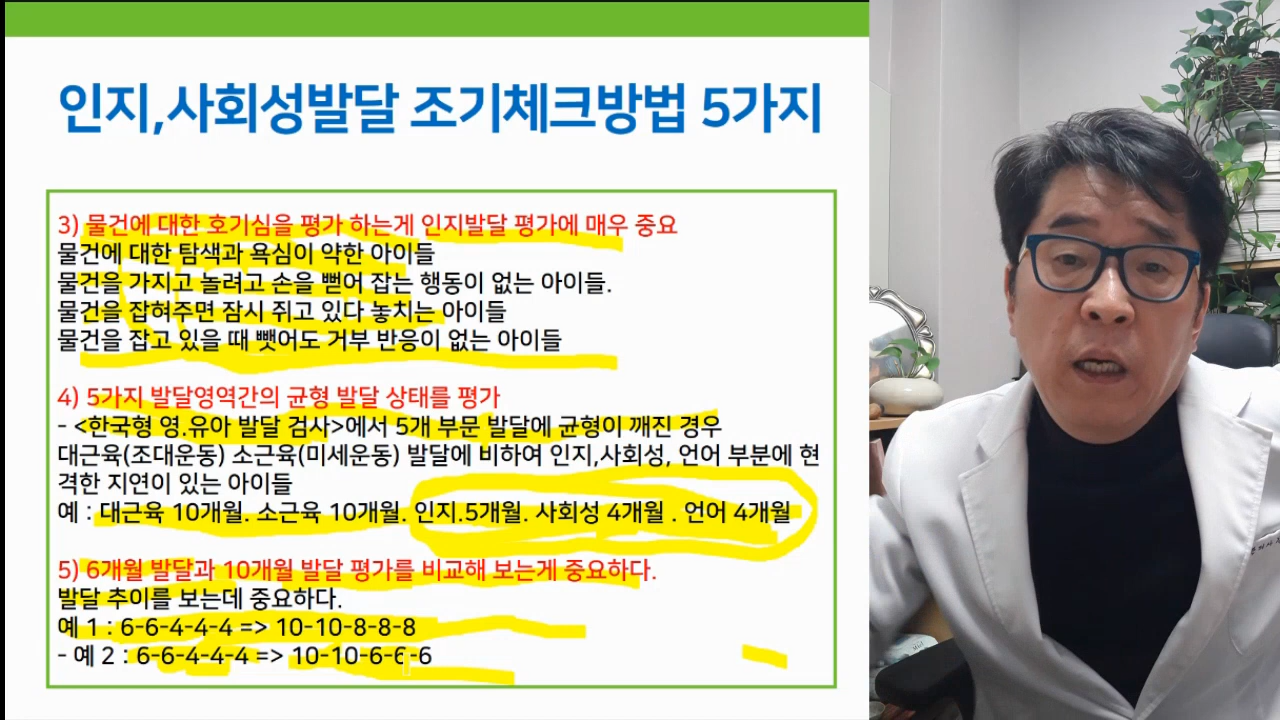 인지,사회성발달 조기체크방법 5가지
3) 물건에 대한 호기심을 평가 하는게 인지발달 평가에 매우 중요
물건에 대한 탐색과 욕심이 약한 아이들
물건을 가지고 놀려고 손을 뻗어 잡는 행동이 없는 아이들.
물건을 잡혀주면 잠시 쥐고 있다 놓치는 아이들
물건을 잡고 있을 때 뺏어도 거부 반응이 없는 아이들
4) 5가지 발달영역간의 균형 발달 상태를 평가
- <한국형 영.유아 발달 검사>에서 5개 부문 발달에 균형이 깨진 경우
대근육(조대운동) 소근육(미세운동) 발달에 비하여 인지,사회성, 언어 부분에 현
격한 지연이 있는 아이들
예 : 대근육 10개월. 소근육 10개월. 인지.5개월. 사회성 4개월 . 언어 4개월
5) 6개월 발달과 10개월 발달 평가를 비교해 보는게 중요하다.
발달 추이를 보는데 중요하다.
예 1 : 6-6-4-4-4 => 10-10-8-8-8
- 예 2 : 6-6-4-4-4 => 10-10-6-6-6